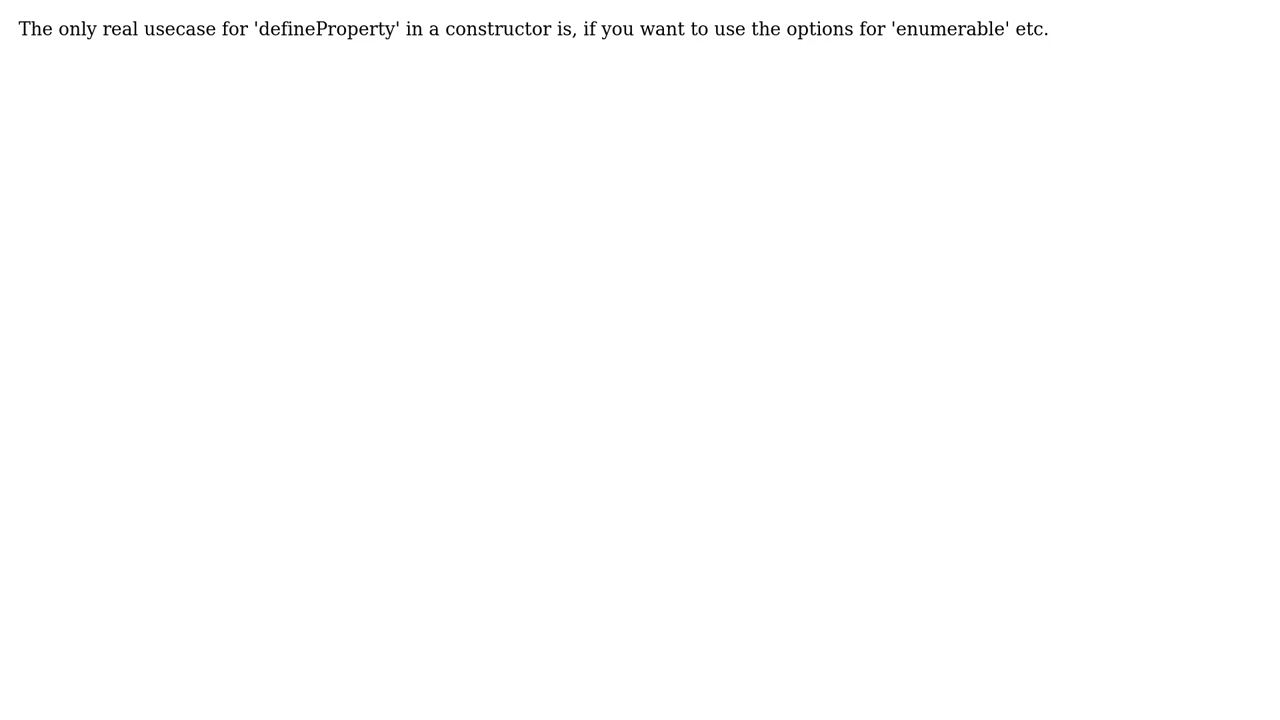 The only real usecase for 'defineProperty' in a constructor is, if you want to use the options for 'enumerable' etc.